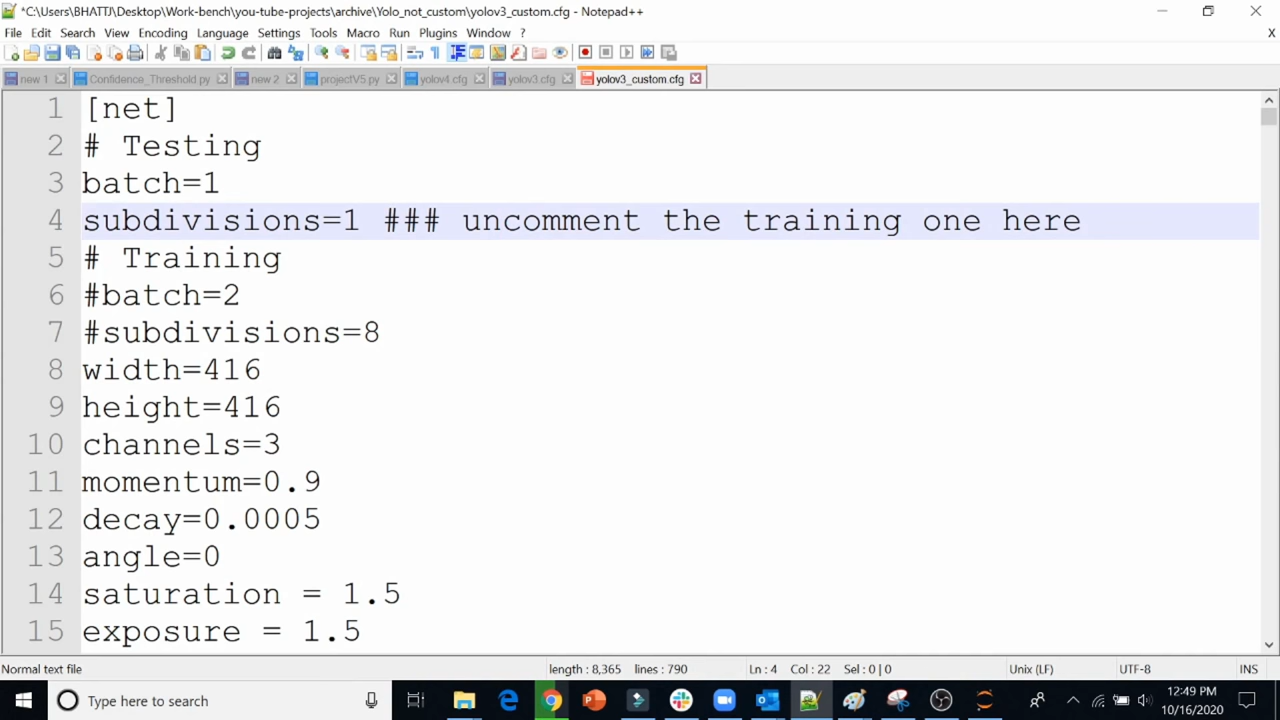 *C:\Users\BHATTJ\Desktop\Work-bench\you-tube-projects\archive\Yolo_not_custom\yolov3_custom.cfg - Notepad++
File Edit Search View Encoding Language Settings Tools Macro Run Plugins Window ? X
new 1 Confidence_Threshold.py new 2 projectV5.py yolov4.cfg yolov3.cfg yolov3_custom.cfg
1 [net]
2 # Testing
3 batch=1
4 subdivisions=1 ### uncomment the training one here
5 # Training
6 #batch=2
7 #subdivisions=8
8 width=416
9 height=416
10 channels=3
11 momentum=0.9
12 decay=0.0005
13 angle=0
14 saturation = 1.5
15 exposure = 1.5
Normal text file length : 8,365 lines : 790 Ln : 4 Col : 22 Sel : 0 | 0 Unix (LF) UTF-8 INS
Type here to search
12:49 PM
10/16/2020